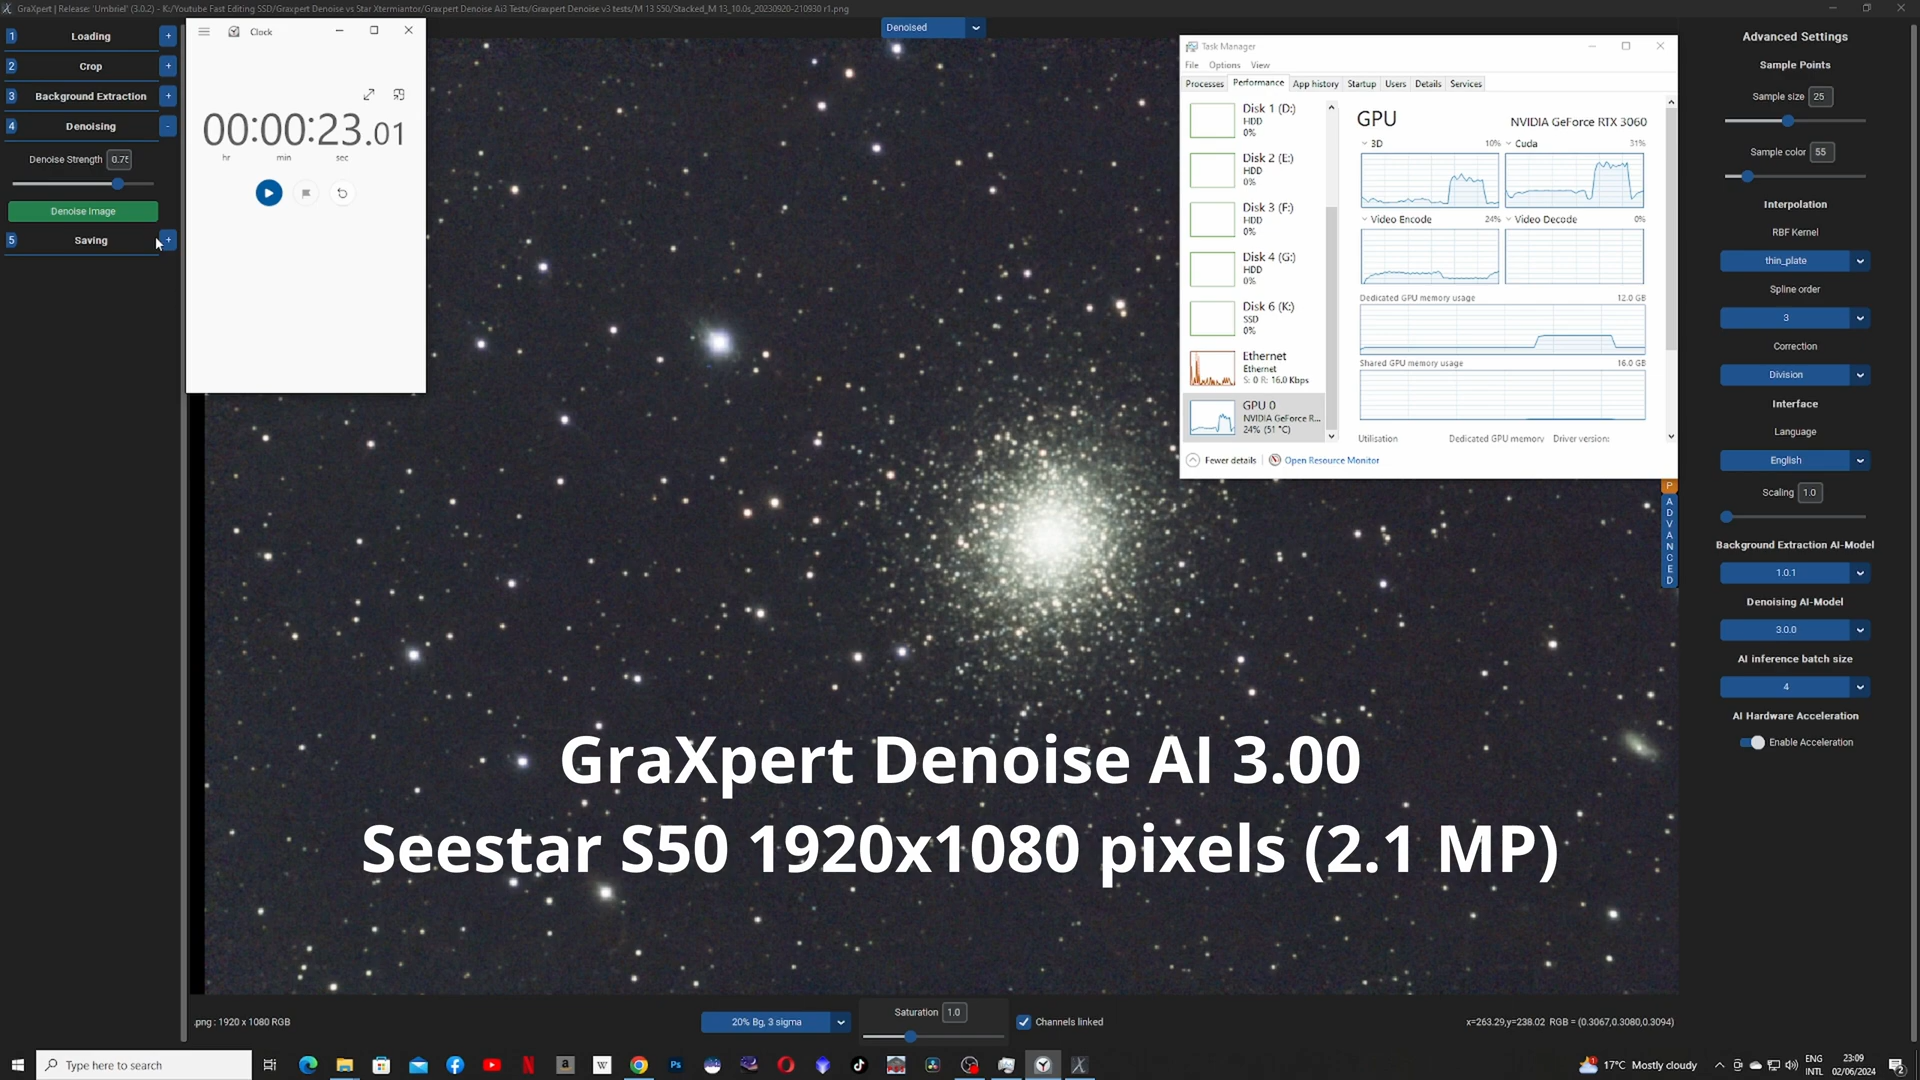 GraXpert | Release: 'Umbriel' (3.0.2) - K:/Youtube Fast Editing SSD/Graxpert Denoise vs Star Xtermiantor/Graxpert Denoise Ai3 Tests/Graxpert Denoise v3 tests/M 13 S50/Stacked_M 13_10.0s_20230920-210930 r1.png
1 Loading +
2 Crop +
3 Background Extraction +
4 Denoising -
Denoise Strength 0.75
Denoise Image
5 Saving +
Clock
00:00:23.01
hr min sec
Denoised
Task Manager
File Options View
Processes Performance App history Startup Users Details Services
Disk 1 (D:)
HDD
0%
Disk 2 (E:)
HDD
0%
Disk 3 (F:)
HDD
0%
Disk 4 (G:)
HDD
0%
Disk 6 (K:)
SSD
0%
Ethernet
Ethernet
S: 0 R: 16.0 Kbps
GPU 0
NVIDIA GeForce R...
24% (51 °C)
GPU NVIDIA GeForce RTX 3060
3D 10% Cuda 31%
Video Encode 24% Video Decode 0%
Dedicated GPU memory usage 12.0 GB
Shared GPU memory usage 16.0 GB
Utilisation Dedicated GPU memory Driver version:
Fewer details Open Resource Monitor
P
ADVANCED
Advanced Settings
Sample Points
Sample size 25
Sample color 55
Interpolation
RBF Kernel
thin_plate
Spline order
3
Correction
Division
Interface
Language
English
Scaling 1.0
Background Extraction AI-Model
1.0.1
Denoising AI-Model
3.0.0
AI inference batch size
4
AI Hardware Acceleration
Enable Acceleration
GraXpert Denoise AI 3.00
Seestar S50 1920x1080 pixels (2.1 MP)
.png : 1920 x 1080 RGB
20% Bg, 3 sigma
Saturation 1.0
Channels linked
x=263.29,y=238.02 RGB = (0.3067,0.3080,0.3094)
Type here to search
17°C Mostly cloudy
ENG
INTL
23:09
02/06/2024
2